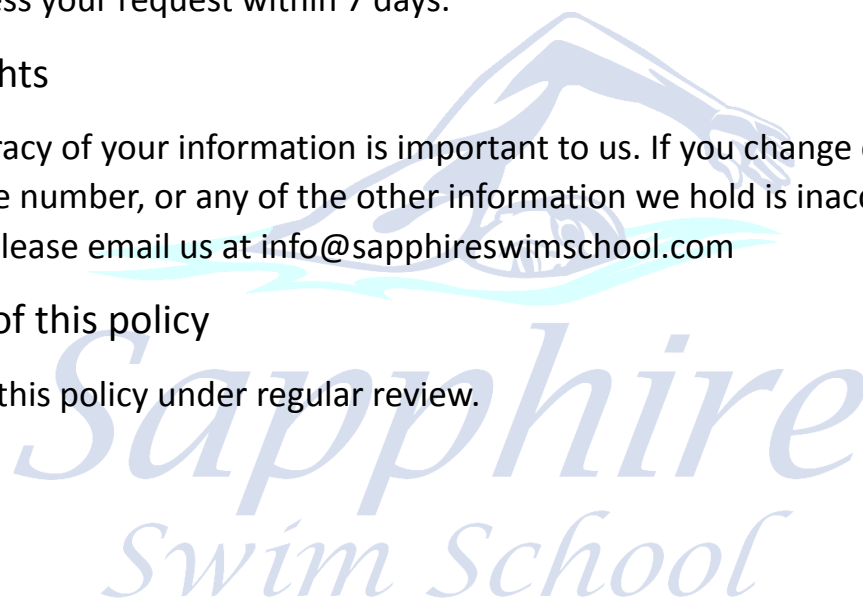 ess your request within 7 days.
hts
racy of your information is important to us. If you change
e number, or any of the other information we hold is inacc
lease email us at info@sapphireswimschool.com
of this policy
this policy under regular review.
Sapphire
Swim School